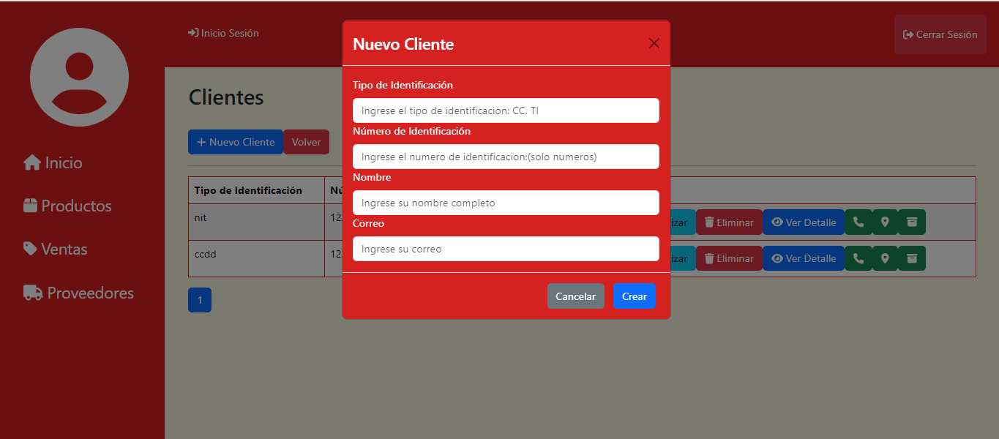 Inicio Sesión
Cerrar Sesión
Inicio
Productos
Ventas
Proveedores
Clientes
+ Nuevo Cliente
Volver
Tipo de Identificación
nit
12
Eliminar
Ver Detalle
ccdd
12
Eliminar
Ver Detalle
1
Nuevo Cliente
Tipo de Identificación
Ingrese el tipo de identificacion: CC, TI
Número de Identificación
Ingrese el numero de identificacion:(solo numeros)
Nombre
Ingrese su nombre completo
Correo
Ingrese su correo
Cancelar
Crear